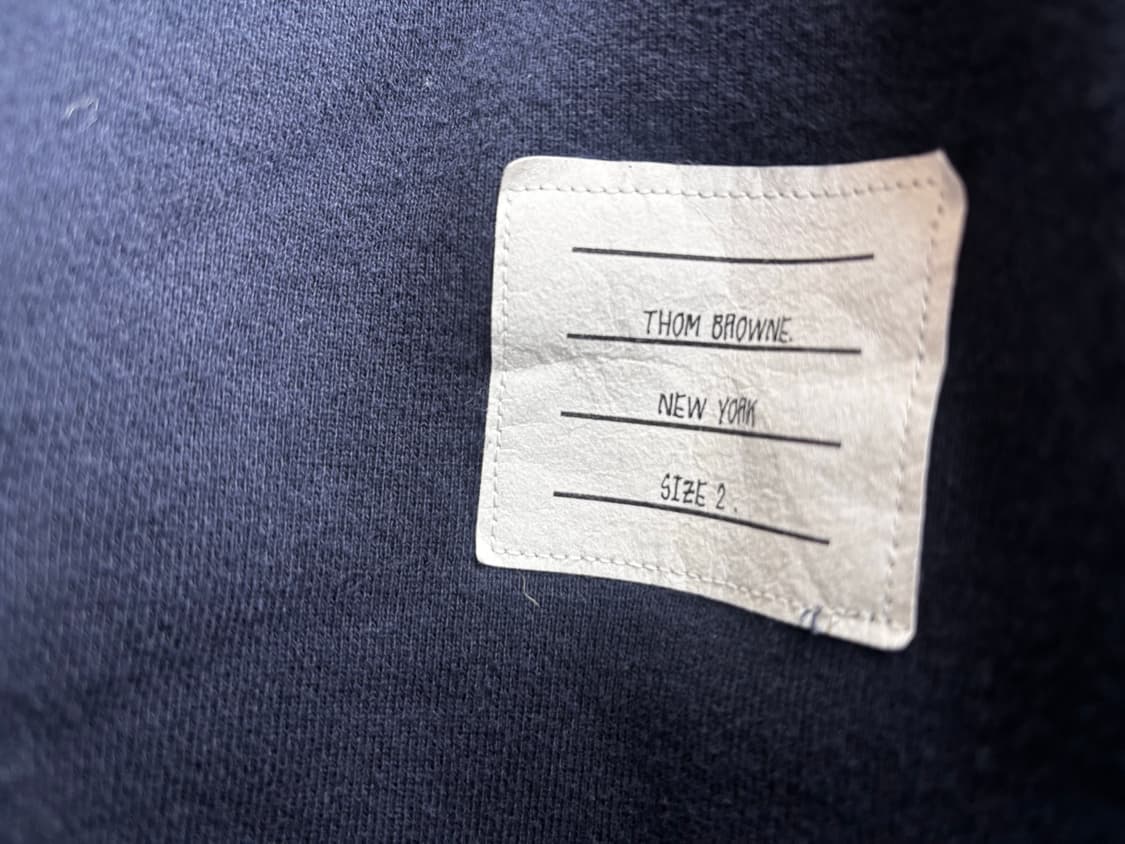 THOM BROWNE.
NEW YORK
SIZE 2.